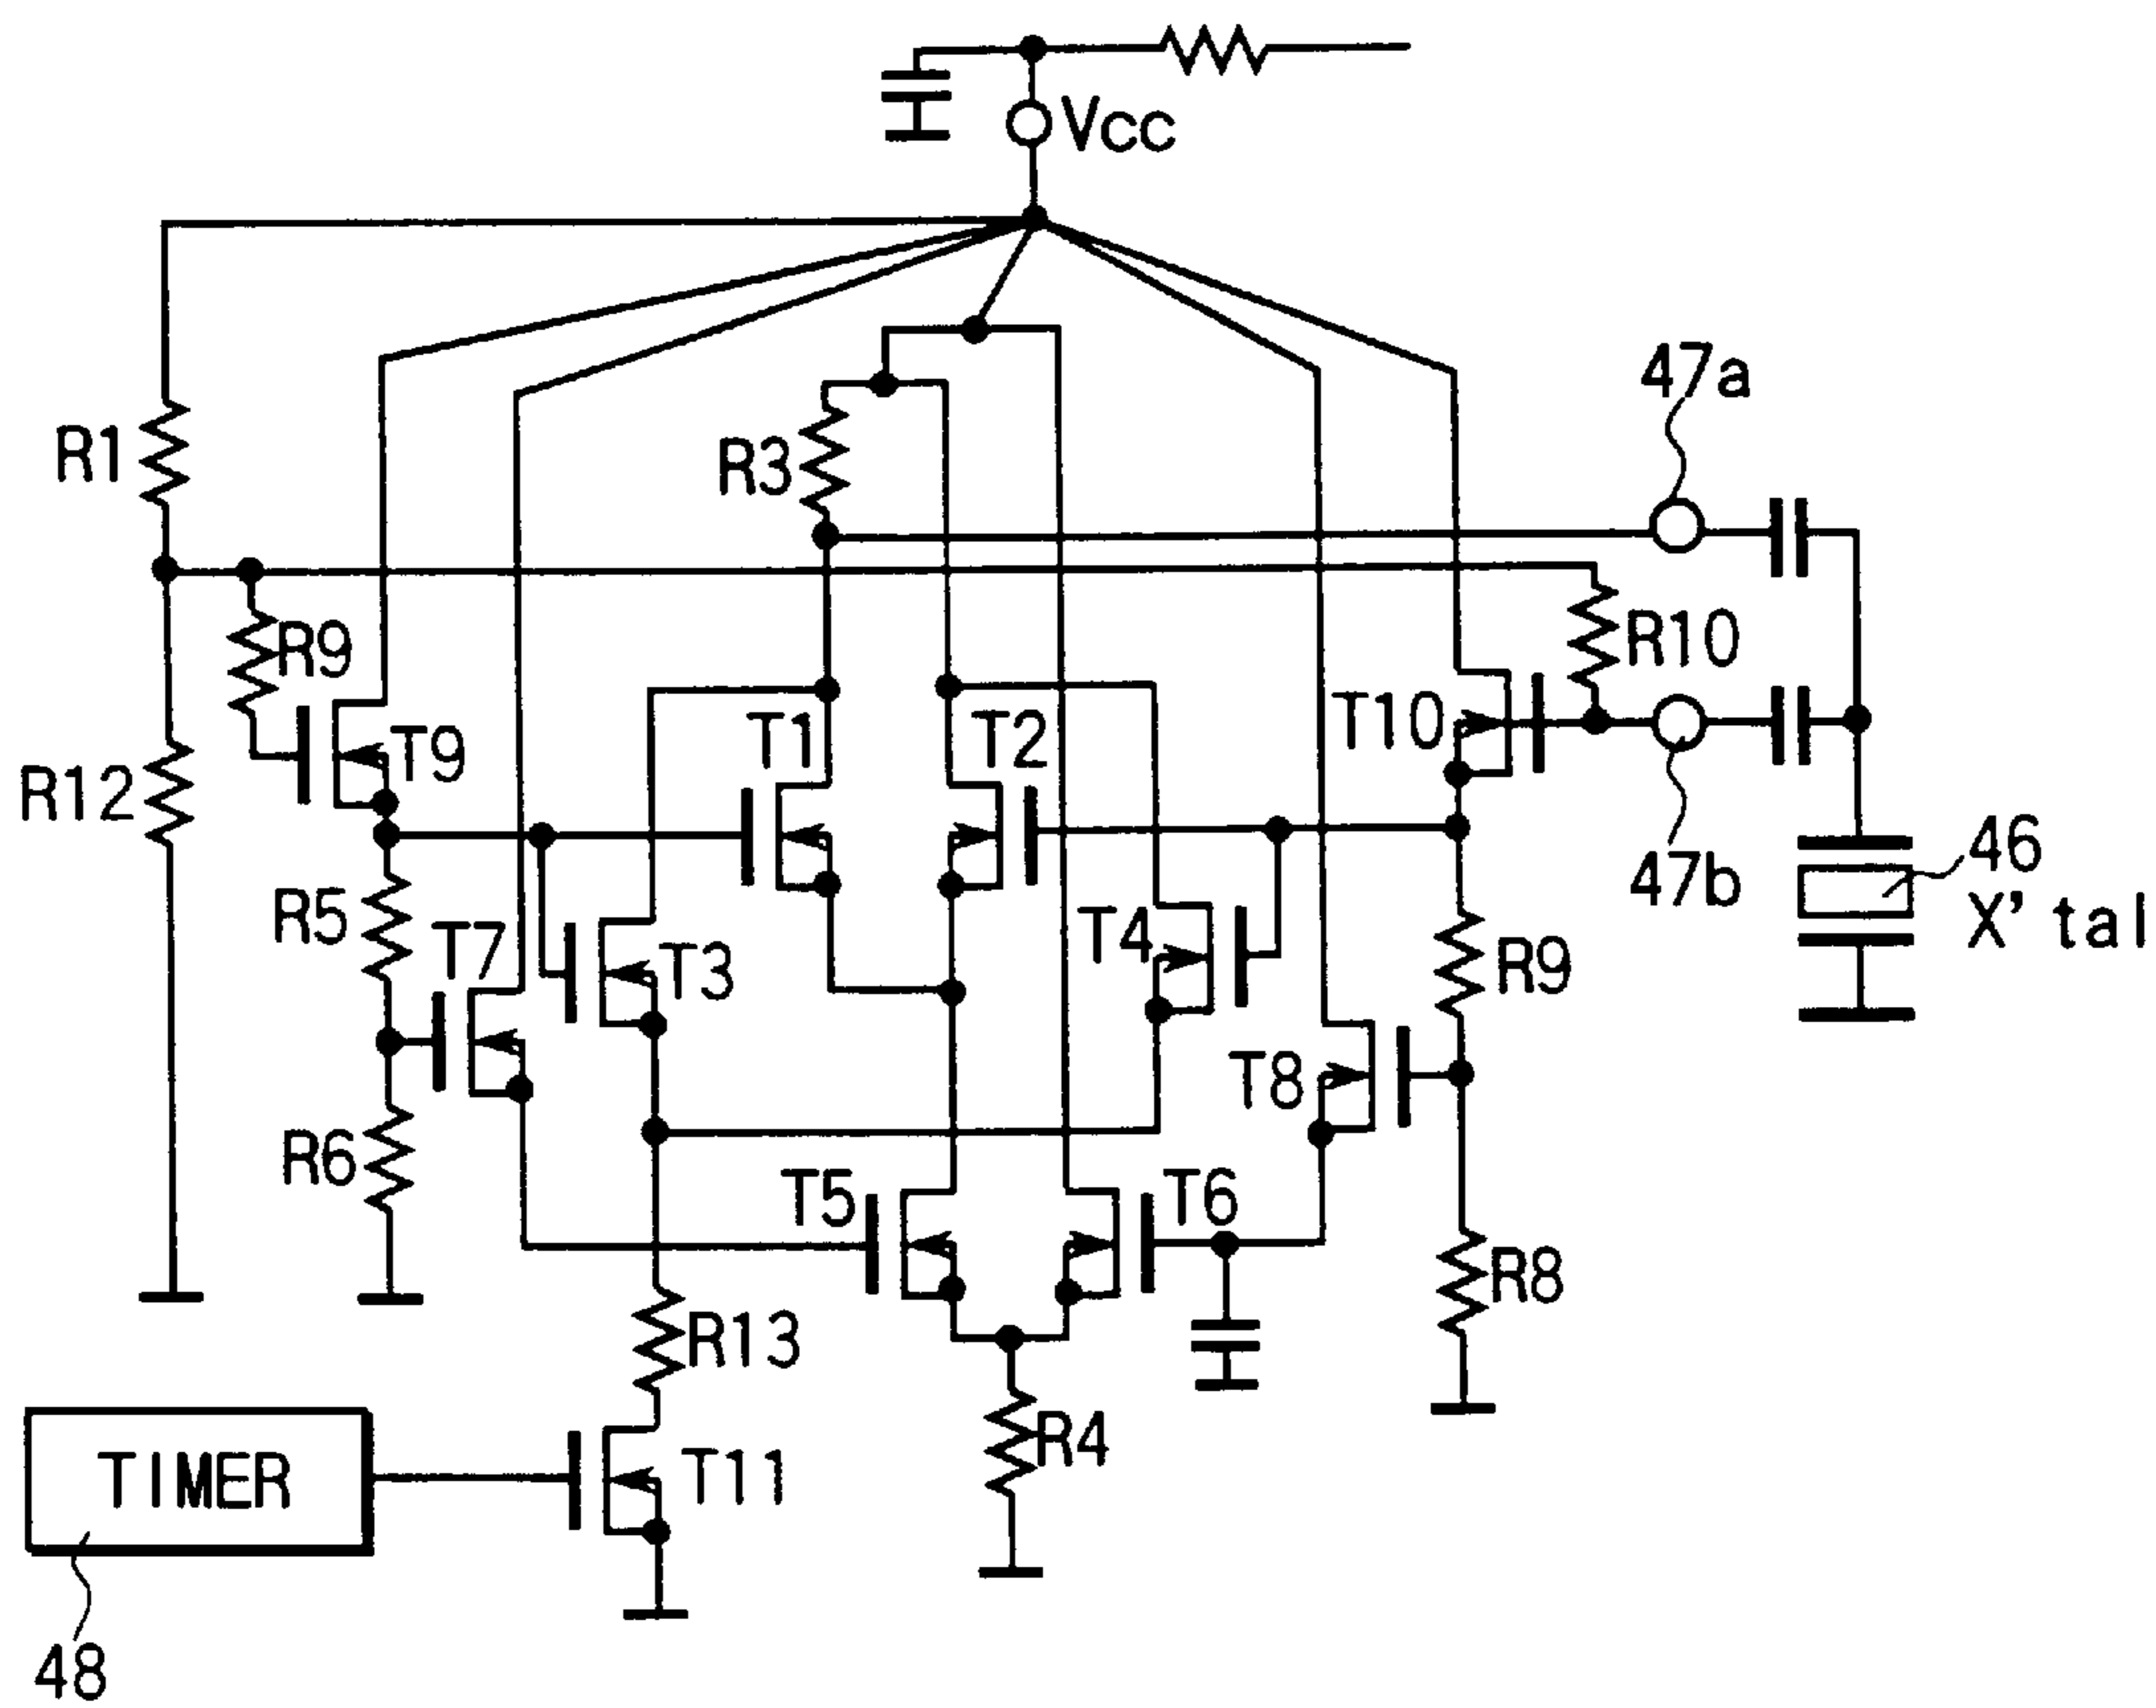 Vcc
47a
R1
R3
R9
R10
T1
T2
T10
T9
R12
47b
46
X'tal
R5
T7
T3
T4
R9
T8
R6
T5
T6
R8
R13
R4
TIMER
T11
48